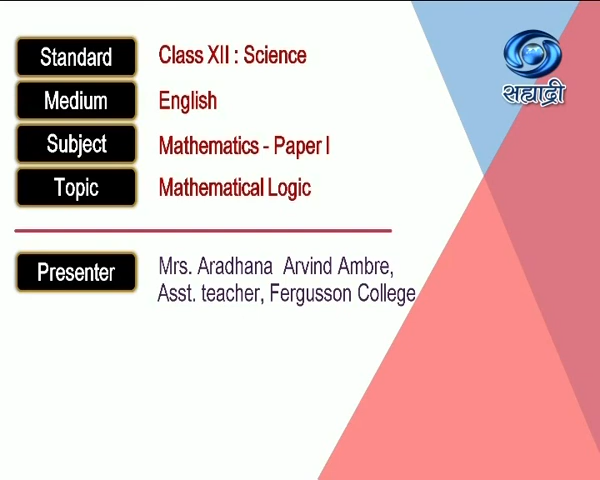 Standard Class XII : Science
Medium English
Subject Mathematics - Paper I
Topic Mathematical Logic
Presenter Mrs. Aradhana Arvind Ambre,
Asst. teacher, Fergusson College
सह्याद्री